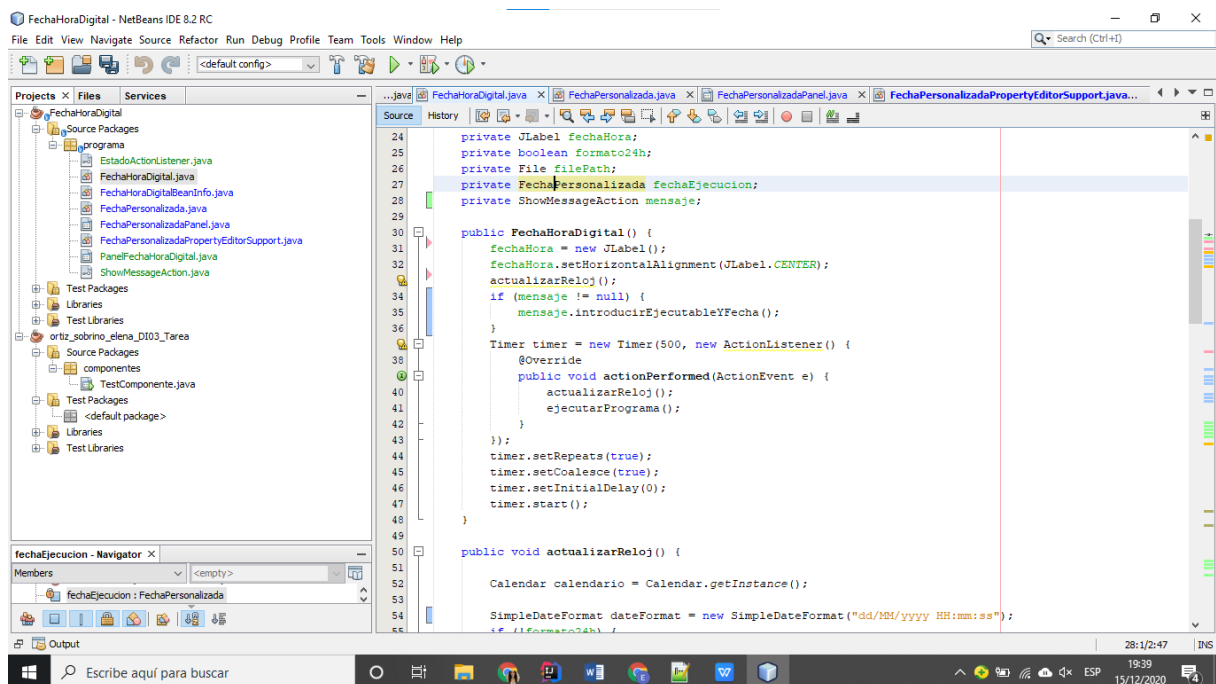 FechaHoraDigital - NetBeans IDE 8.2 RC
File Edit View Navigate Source Refactor Run Debug Profile Team Tools Window Help
Search (Ctrl+I)
<default config>
Projects Files Services
FechaHoraDigital
Source Packages
programa
EstadoActionListener.java
FechaHoraDigital.java
FechaHoraDigitalBeanInfo.java
FechaPersonalizada.java
FechaPersonalizadaPanel.java
FechaPersonalizadaPropertyEditorSupport.java
PanelFechaHoraDigital.java
ShowMessageAction.java
Test Packages
Libraries
Test Libraries
ortiz_sobrino_elena_DI03_Tarea
Source Packages
componentes
TestComponente.java
Test Packages
<default package>
Libraries
Test Libraries
fechaEjecucion - Navigator
Members <empty>
fechaEjecucion : FechaPersonalizada
...java FechaHoraDigital.java FechaPersonalizada.java FechaPersonalizadaPanel.java FechaPersonalizadaPropertyEditorSupport.java...
Source History
24 private JLabel fechaHora;
25 private boolean formato24h;
26 private File filePath;
27 private FechaPersonalizada fechaEjecucion;
28 private ShowMessageAction mensaje;
29
30 public FechaHoraDigital() {
31 fechaHora = new JLabel();
32 fechaHora.setHorizontalAlignment(JLabel.CENTER);
actualizarReloj();
34 if (mensaje != null) {
35 mensaje.introducirEjecutableYFecha();
36 }
Timer timer = new Timer(500, new ActionListener() {
38 @Override
public void actionPerformed(ActionEvent e) {
40 actualizarReloj();
41 ejecutarPrograma();
42 }
43 });
44 timer.setRepeats(true);
45 timer.setCoalesce(true);
46 timer.setInitialDelay(0);
47 timer.start();
48 }
49
50 public void actualizarReloj() {
51
52 Calendar calendario = Calendar.getInstance();
53
54 SimpleDateFormat dateFormat = new SimpleDateFormat("dd/MM/yyyy HH:mm:ss");
55 if (!formato24h) {
Output
28:1/2:47 INS
Escribe aquí para buscar
ESP
19:39
15/12/2020
4